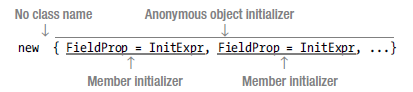 No class name Anonymous object initializer
new { FieldProp = InitExpr, FieldProp = InitExpr, ...}
Member initializer Member initializer